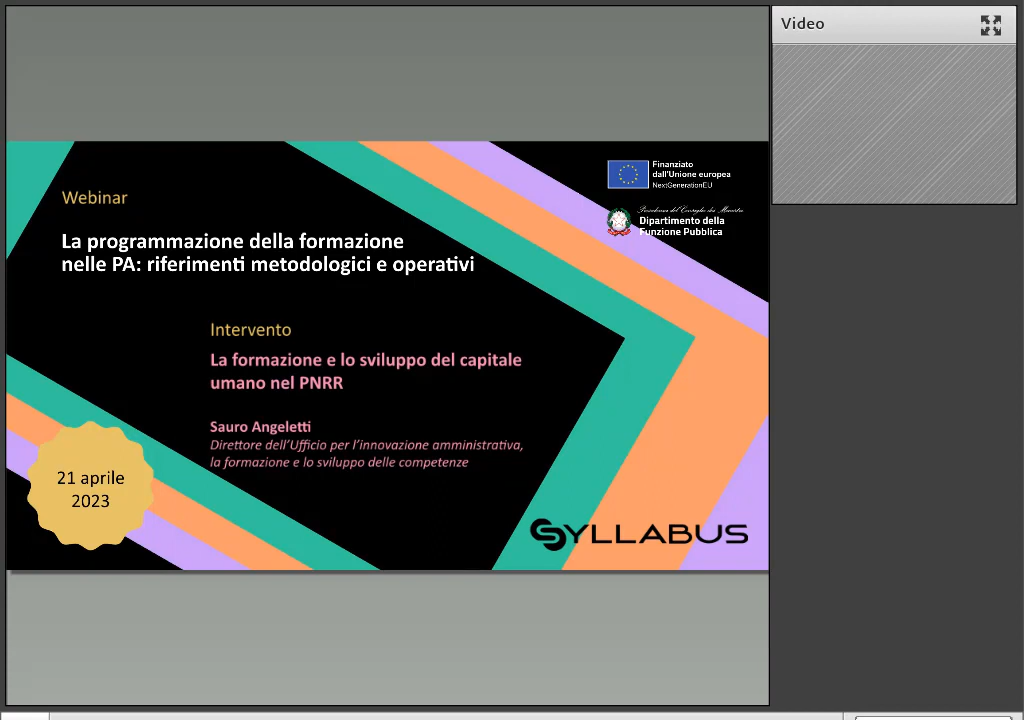 Video
Finanziato
dall'Unione europea
NextGenerationEU
Presidenza del Consiglio dei Ministri
Dipartimento della
Funzione Pubblica
Webinar
La programmazione della formazione
nelle PA: riferimenti metodologici e operativi
Intervento
La formazione e lo sviluppo del capitale
umano nel PNRR
Sauro Angeletti
Direttore dell'Ufficio per l'innovazione amministrativa,
la formazione e lo sviluppo delle competenze
21 aprile
2023
SYLLABUS